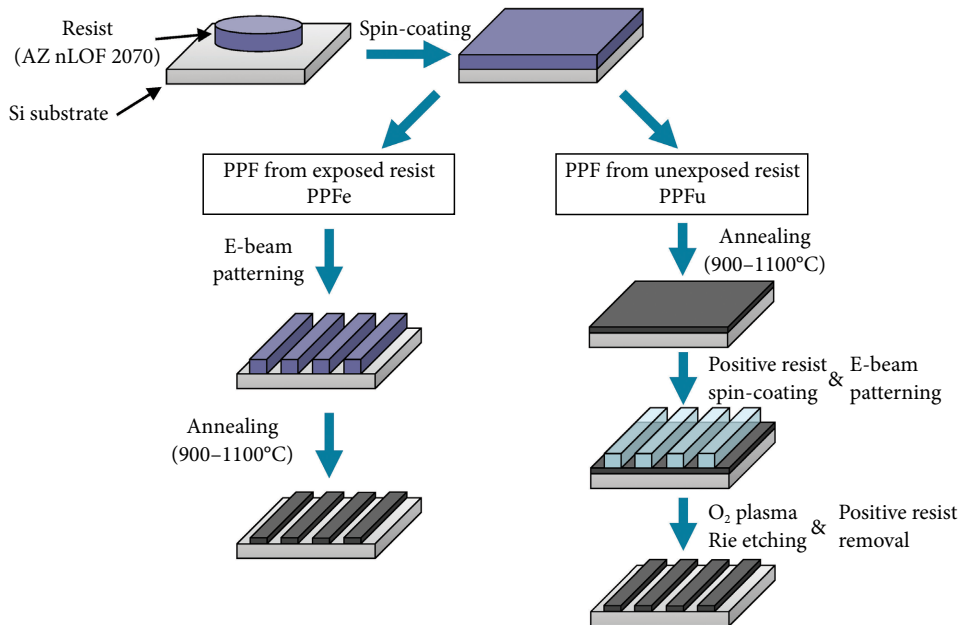 Resist
(AZ nLOF 2070)
Spin-coating
Si substrate
PPF from exposed resist
PPFe
PPF from unexposed resist
PPFu
E-beam
patterning
Annealing
(900–1100°C)
Annealing
(900–1100°C)
Positive resist
spin-coating
&
E-beam
patterning
O₂ plasma
Rie etching
&
Positive resist
removal